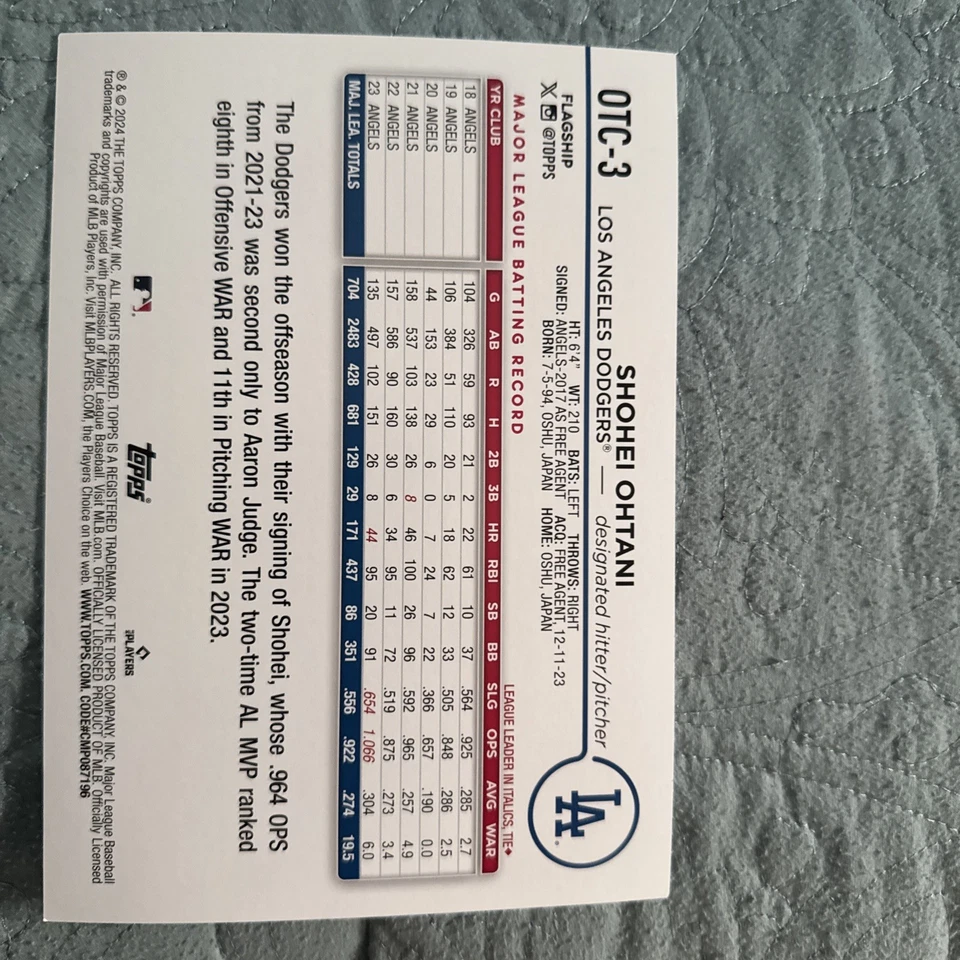 OTC-3
SHOHEI OHTANI
LOS ANGELES DODGERS® — designated hitter/pitcher
LA
FLAGSHIP
X @TOPPS
HT: 6'4" WT: 210 BATS: LEFT THROWS: RIGHT
SIGNED: ANGELS-2017 AS FREE AGENT ACQ: FREE AGENT, 12-11-23
BORN: 7-5-94, OSHU, JAPAN HOME: OSHU, JAPAN
MAJOR LEAGUE BATTING RECORD LEAGUE LEADER IN ITALICS, TIE♦
YR CLUB G AB R H 2B 3B HR RBI SB BB SLG OPS AVG WAR
18 ANGELS 104 326 59 93 21 2 22 61 10 37 .564 .925 .285 2.7
19 ANGELS 106 384 51 110 20 5 18 62 12 33 .505 .848 .286 2.5
20 ANGELS 44 153 23 29 6 0 7 24 7 22 .366 .657 .190 0.0
21 ANGELS 158 537 103 138 26 8 46 100 26 96 .592 .965 .257 4.9
22 ANGELS 157 586 90 160 30 6 34 95 11 72 .519 .875 .273 3.4
23 ANGELS 135 497 102 151 26 8 44 95 20 91 .654 1.066 .304 6.0
MAJ. LEA. TOTALS 704 2483 428 681 129 29 171 437 86 351 .556 .922 .274 19.5
The Dodgers won the offseason with their signing of Shohei, whose .964 OPS
from 2021-23 was second only to Aaron Judge. The two-time AL MVP ranked
eighth in Offensive WAR and 11th in Pitching WAR in 2023.
topps®
PLAYERS
® & © 2024 THE TOPPS COMPANY, INC. ALL RIGHTS RESERVED. TOPPS IS A REGISTERED TRADEMARK OF THE TOPPS COMPANY, INC. Major League Baseball
trademarks and copyrights are used with permission of Major League Baseball. Visit MLB.com. OFFICIALLY LICENSED PRODUCT OF MLB. Officially Licensed
Product of MLB Players, Inc. Visit MLBPLAYERS.COM, the Players Choice on the web. WWW.TOPPS.COM. CODE#CMP087196